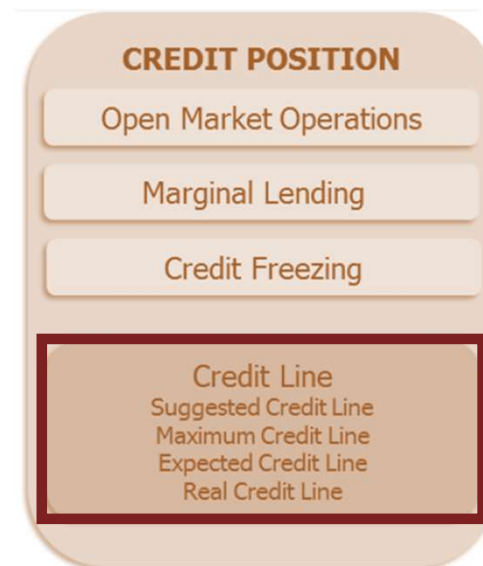 CREDIT POSITION
Open Market Operations
Marginal Lending
Credit Freezing
Credit Line
Suggested Credit Line
Maximum Credit Line
Expected Credit Line
Real Credit Line